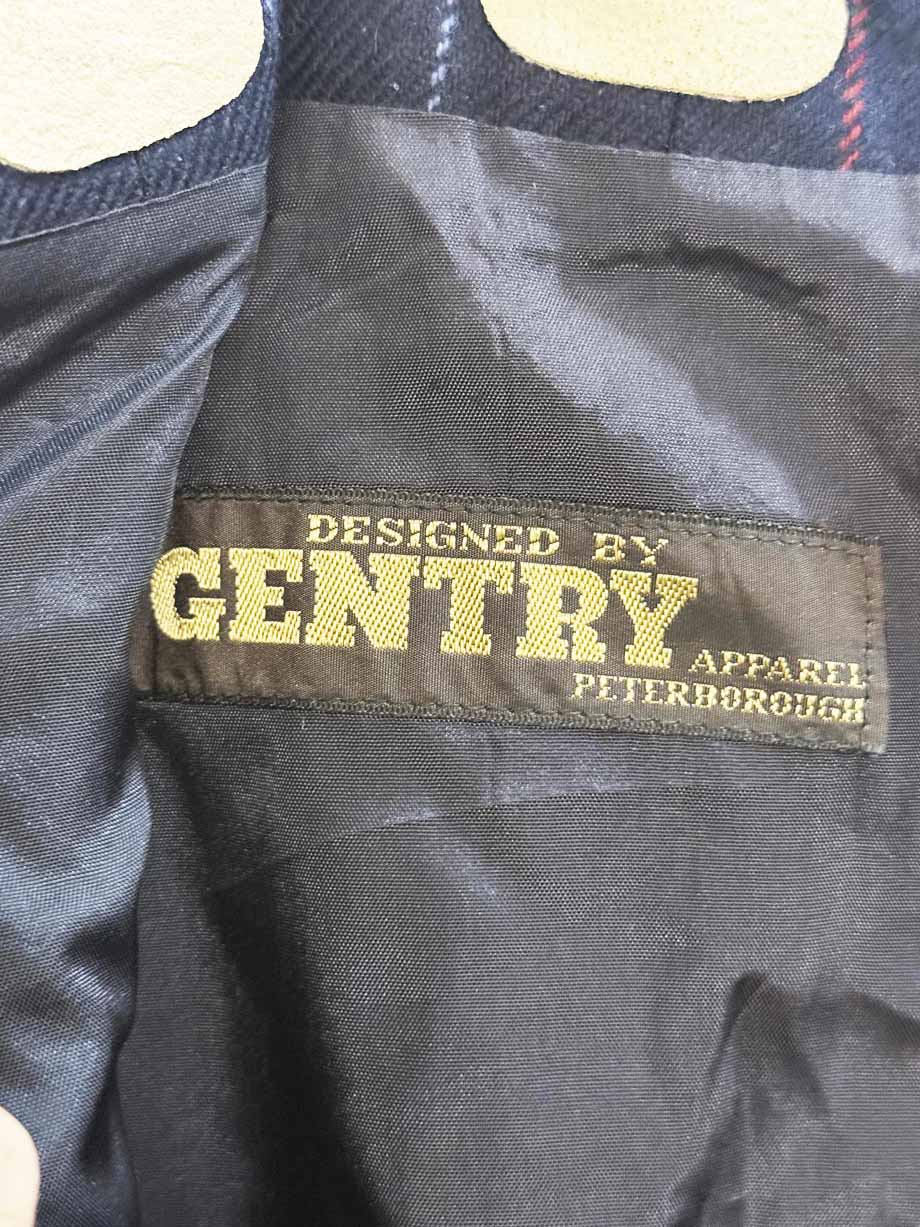 DESIGNED BY
GENTRY
APPAREL
PETERBOROUGH